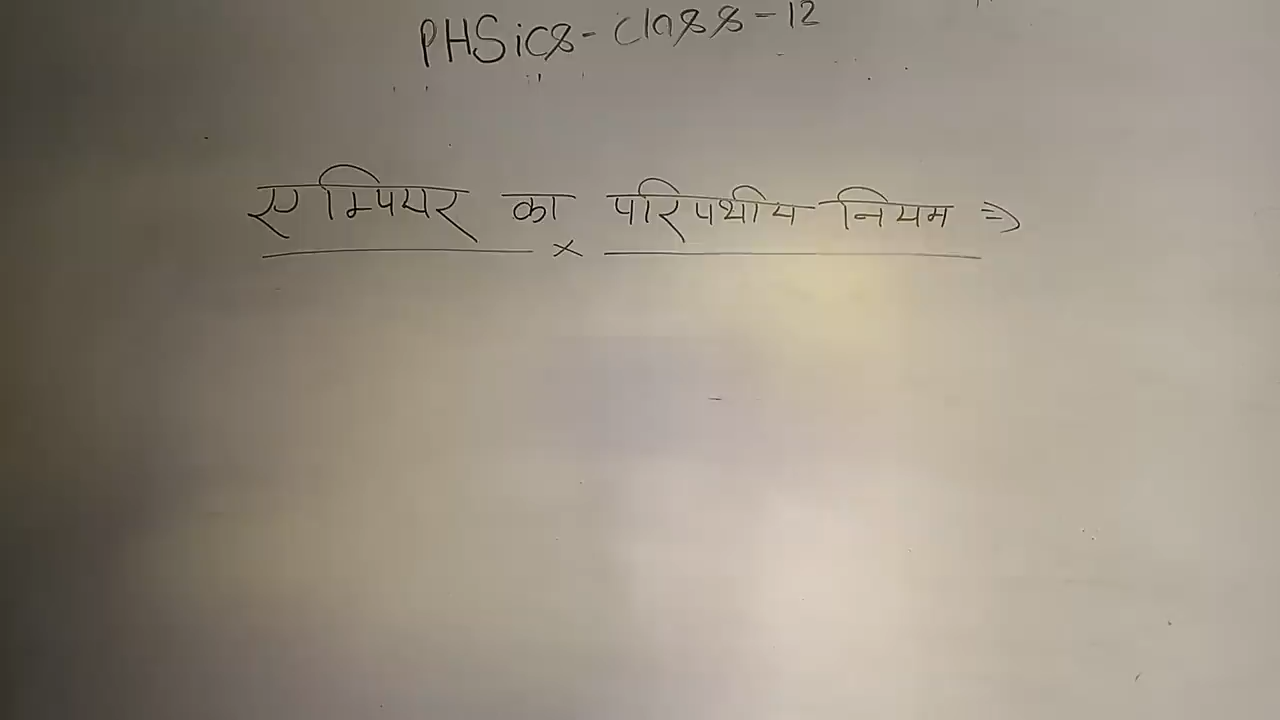 PHSics - class - 12
एम्पियर का परिपथीय नियम ⇒